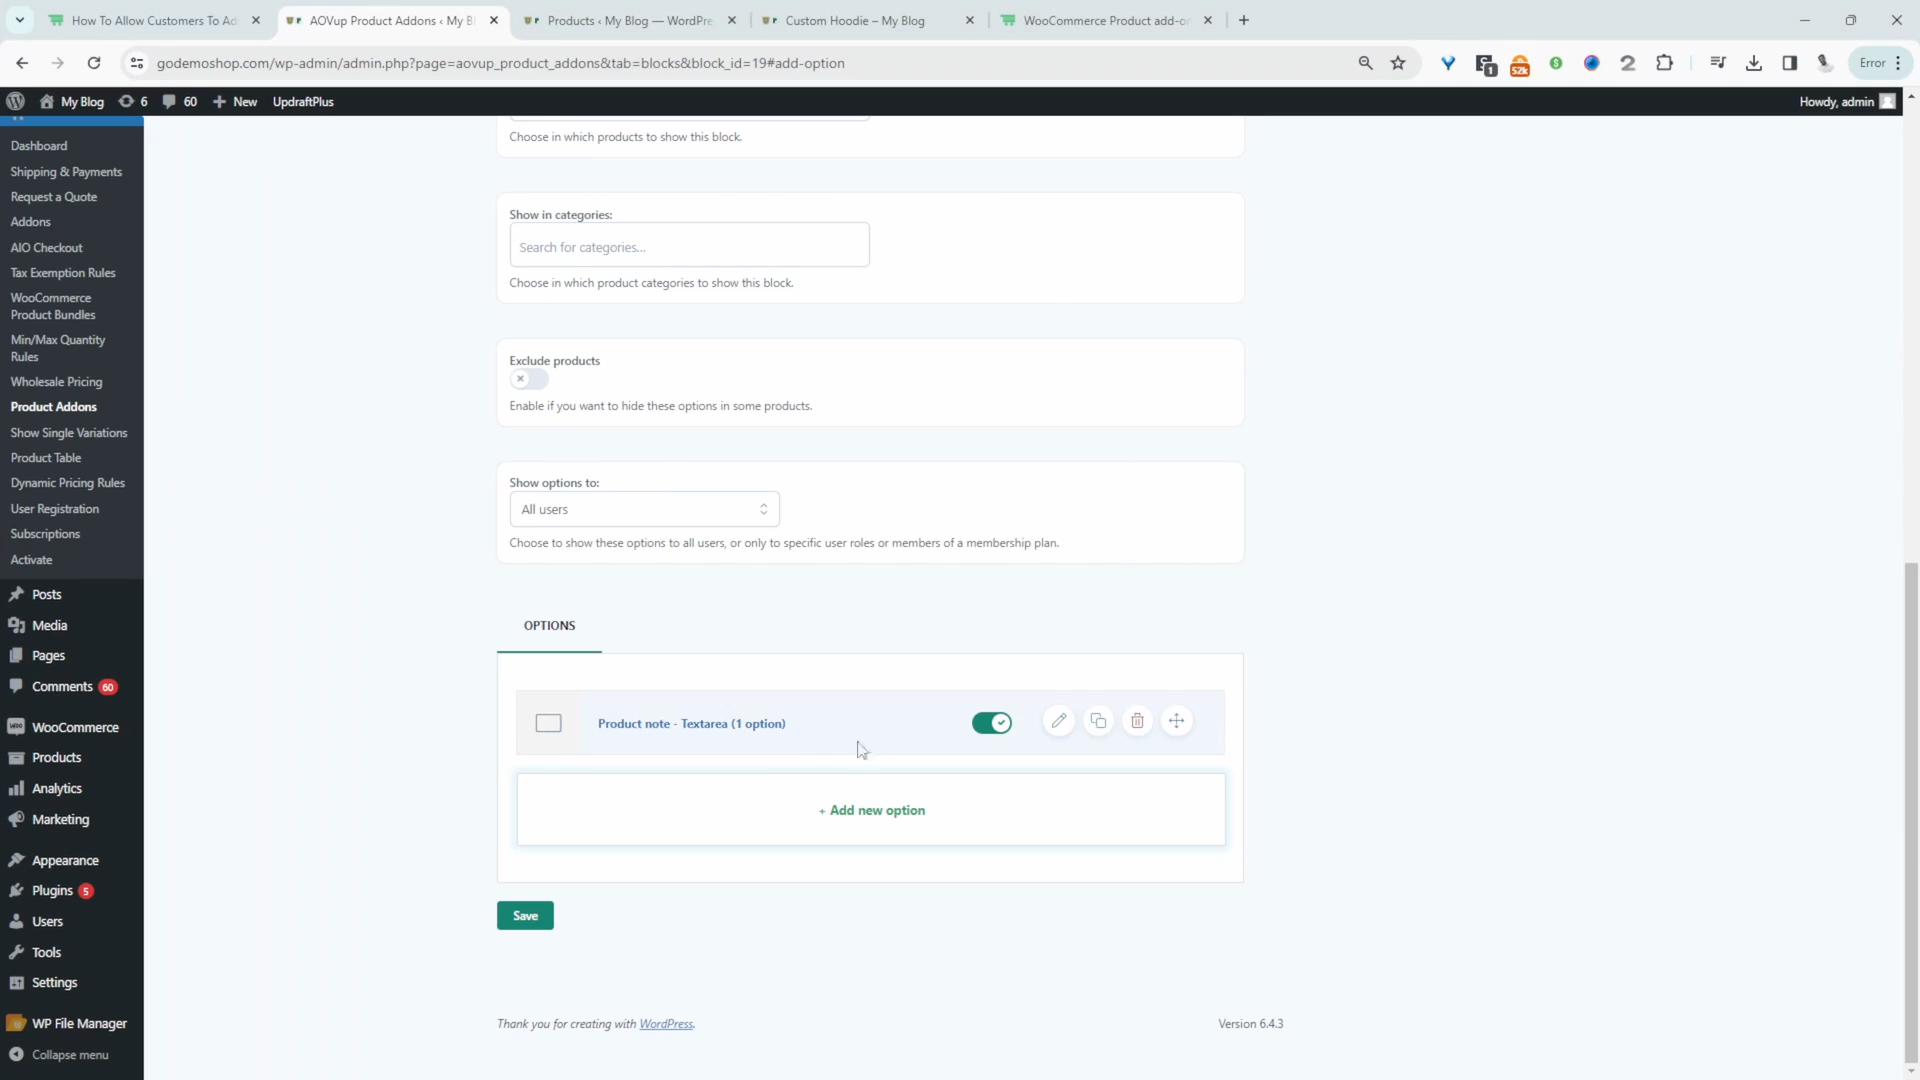 How To Allow Customers To Ad
AOVup Product Addons ‹ My B
Products ‹ My Blog — WordPre
Custom Hoodie – My Blog
WooCommerce Product add-o
godemoshop.com/wp-admin/admin.php?page=aovup_product_addons&tab=blocks&block_id=19#add-option
1
52k
Error
My Blog
6
60
New
UpdraftPlus
Howdy, admin
Dashboard
Shipping & Payments
Request a Quote
Addons
AIO Checkout
Tax Exemption Rules
WooCommerce
Product Bundles
Min/Max Quantity
Rules
Wholesale Pricing
Product Addons
Show Single Variations
Product Table
Dynamic Pricing Rules
User Registration
Subscriptions
Activate
Posts
Media
Pages
Comments 60
WooCommerce
Products
Analytics
Marketing
Appearance
Plugins 5
Users
Tools
Settings
WP File Manager
Collapse menu
Choose in which products to show this block.
Show in categories:
Search for categories...
Choose in which product categories to show this block.
Exclude products
Enable if you want to hide these options in some products.
Show options to:
All users
Choose to show these options to all users, or only to specific user roles or members of a membership plan.
OPTIONS
Product note - Textarea (1 option)
+ Add new option
Save
Thank you for creating with WordPress.
Version 6.4.3